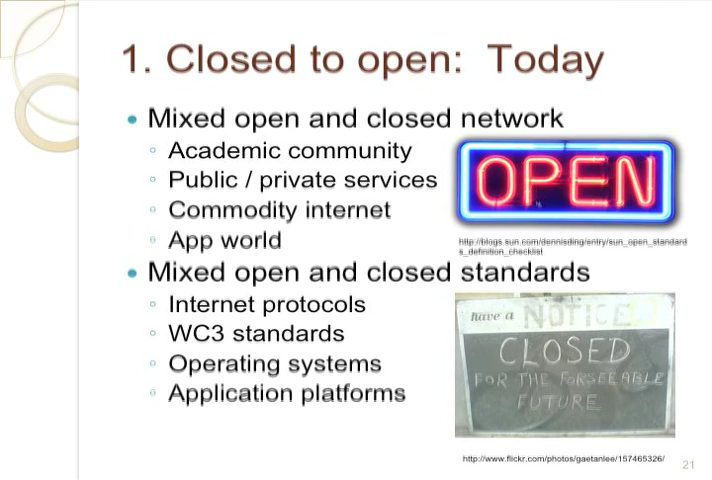 1. Closed to open: Today
Mixed open and closed network
Academic community
Public / private services
Commodity internet
App world
OPEN
http://blogs.sun.com/dennisding/entry/sun_open_standard
s_definition_checklist
Mixed open and closed standards
Internet protocols
WC3 standards
Operating systems
Application platforms
have a NOTICE
CLOSED
FOR THE FORSEEABLE
FUTURE
http://www.flickr.com/photos/gaetanlee/157465326/
21